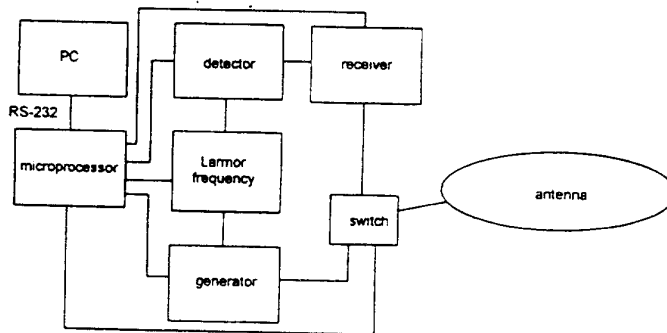 PC
detector
receiver
RS-232
microprocessor
Larmor
frequency
antenna
switch
generator